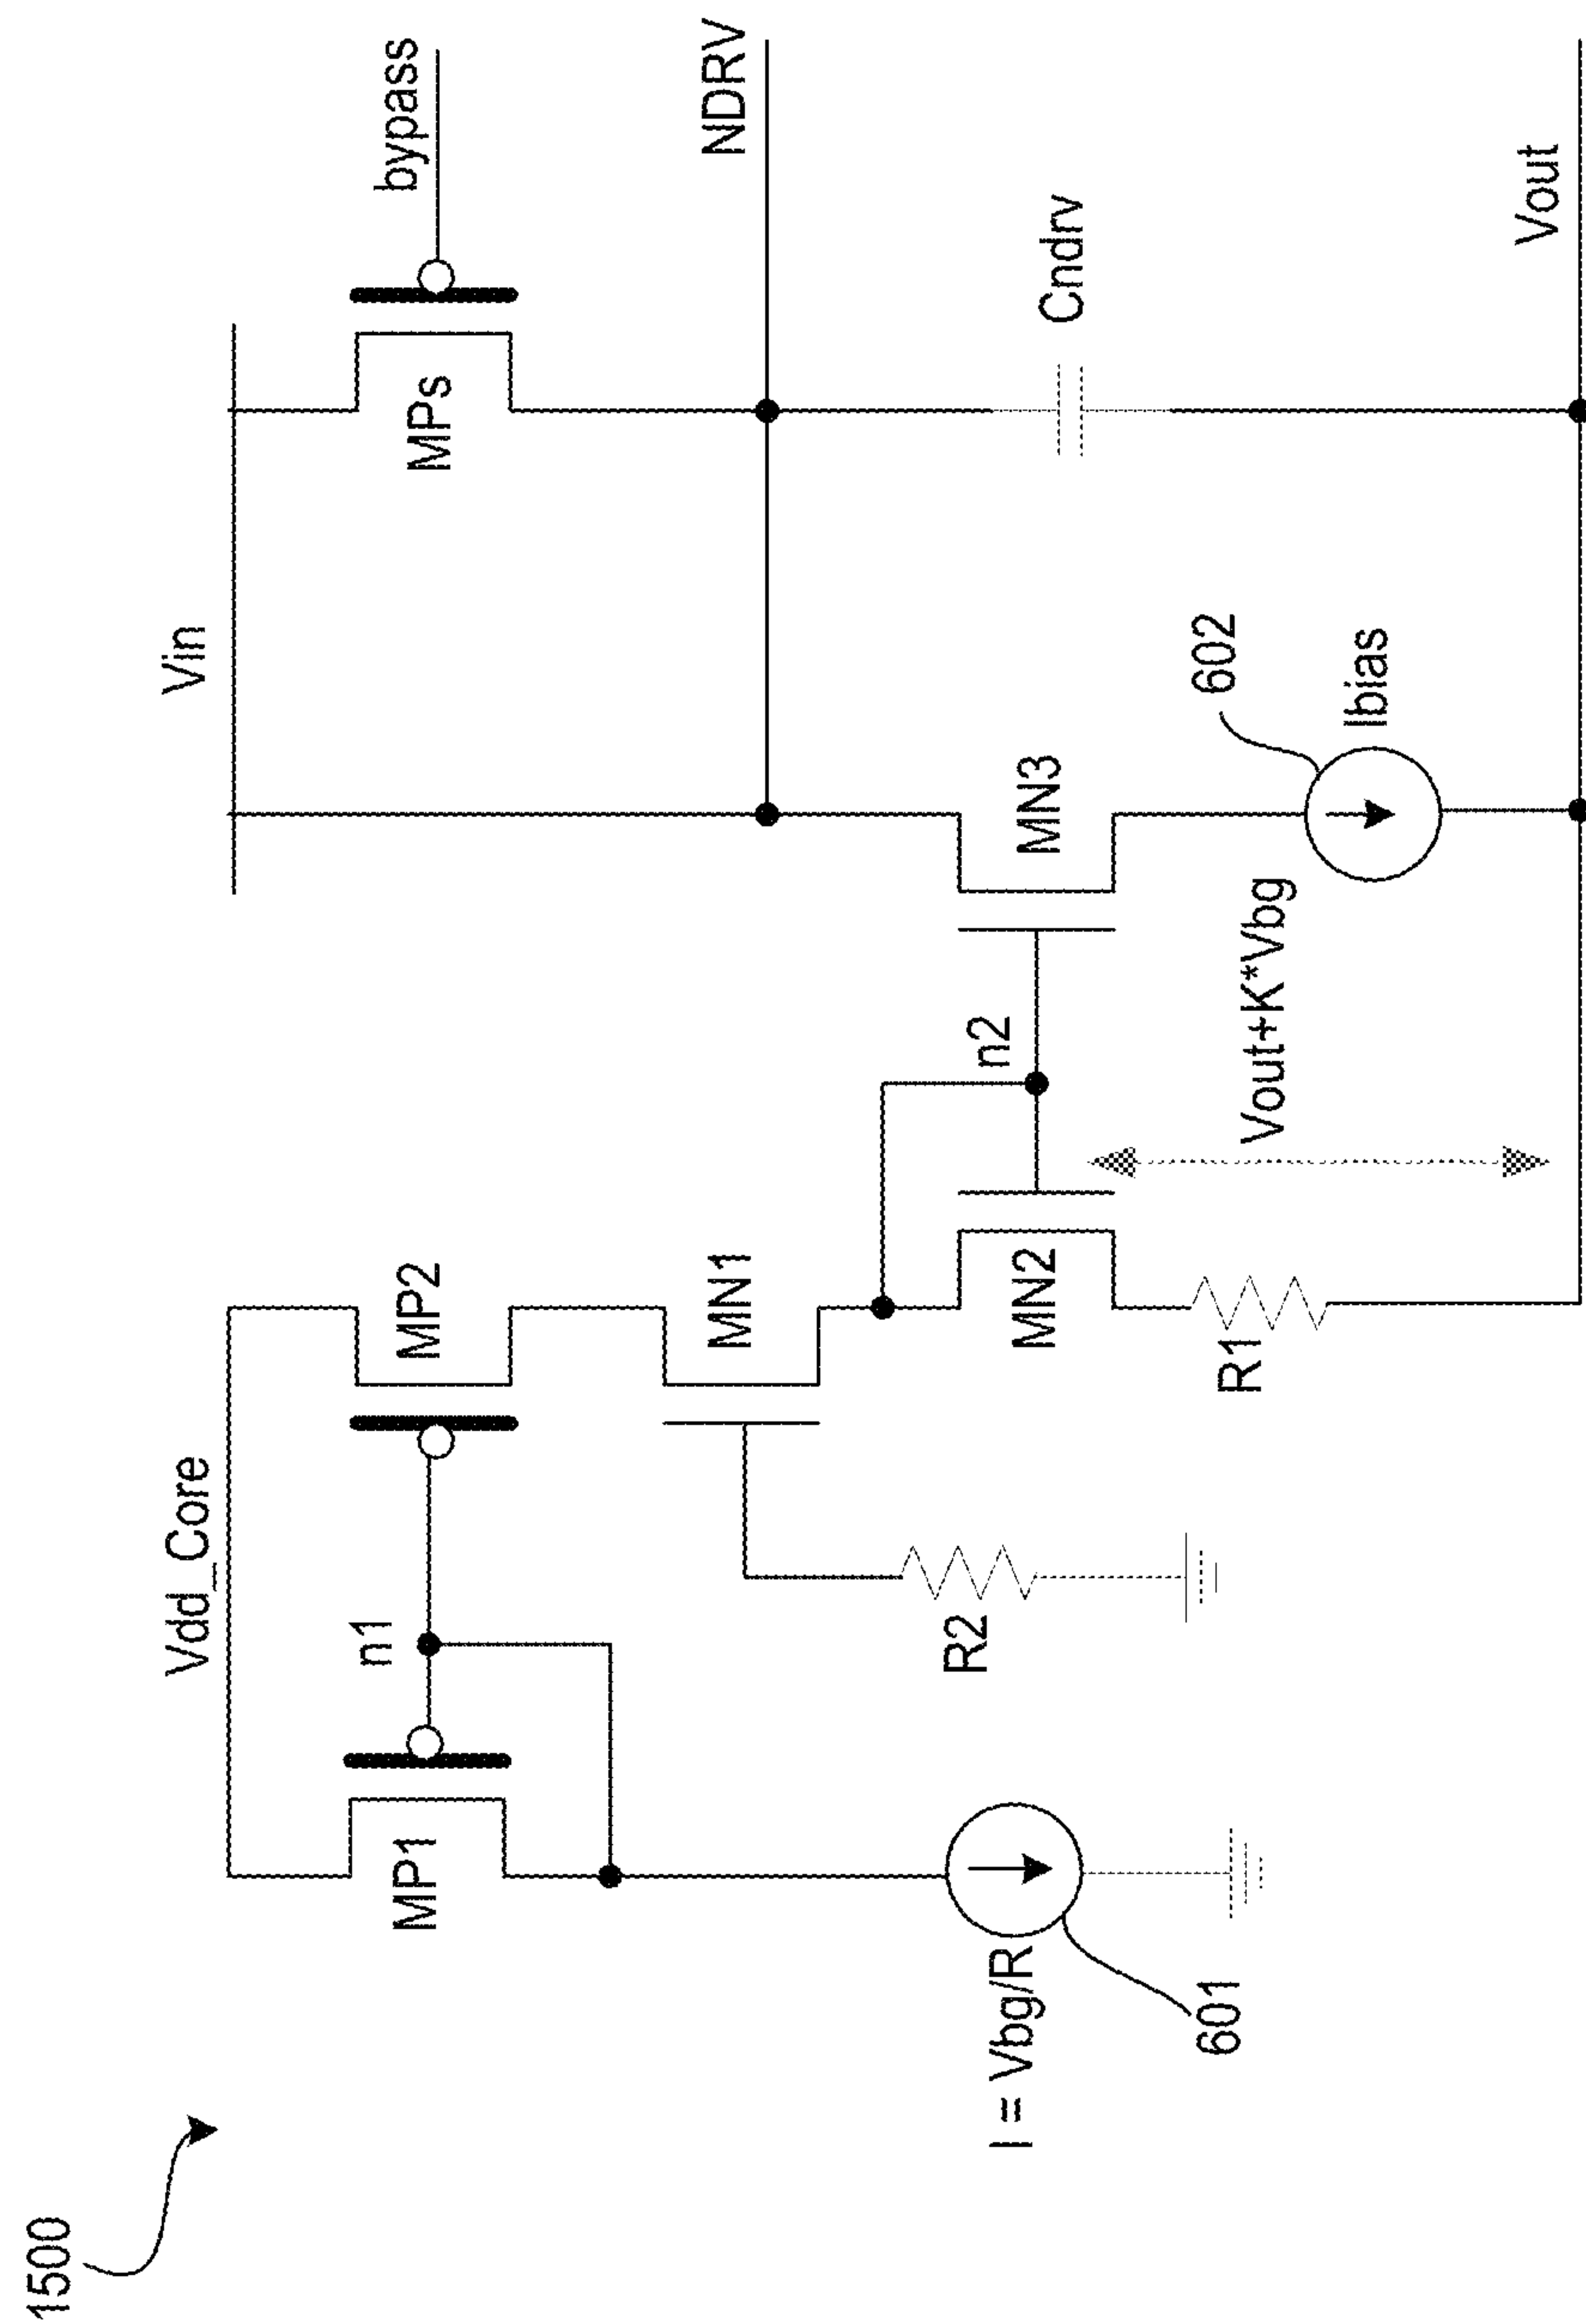 1500
Vdd_Core
Vin
n1
MP1
MP2
MPs
bypass
MN1
NDRV
R2
n2
MN2
MN3
Cndrv
I = Vbg/R
601
R1
Vout+K*Vbg
602
Ibias
Vout